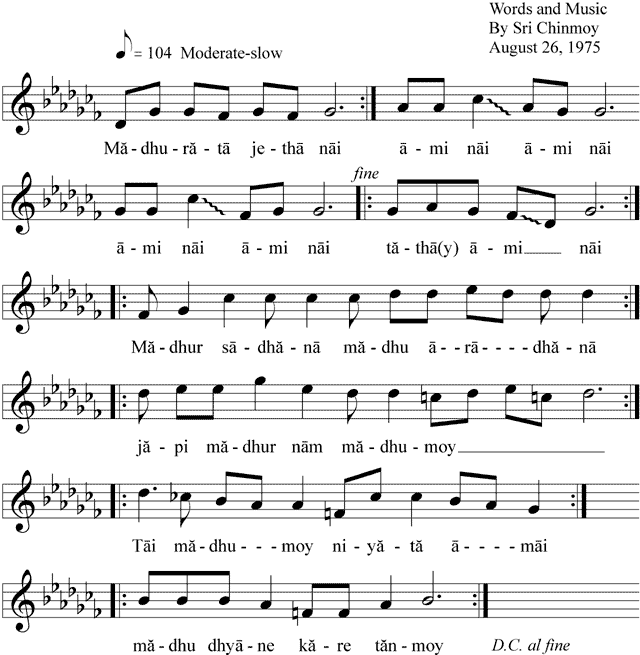 Words and Music
By Sri Chinmoy
August 26, 1975
= 104 Moderate-slow
Mă - dhu - ră - tā je - thā nāi ā - mi nāi ā - mi nāi
fine
ā - mi nāi ā - mi nāi tă - thā(y) ā - mi nāi
Mă - dhur sā - dhă - nā mă - dhu ā - - rā - - - - dhă - nā
jă - pi mă - dhur nām mă - dhu - moy
Tāi mă - dhu - - - moy ni - yă - tă ā - - - - māi
mă - dhu dhyā - ne kă - re tăn - moy D.C. al fine